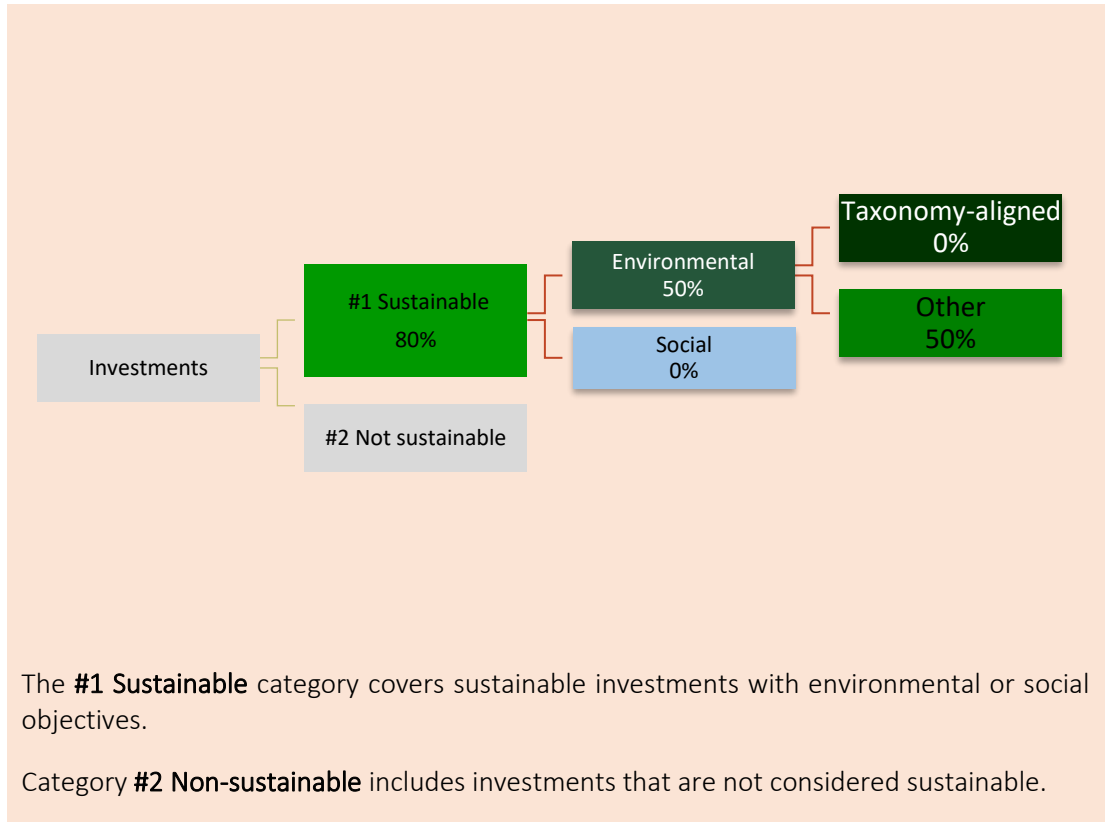 Investments
#1 Sustainable
80%
#2 Not sustainable
Environmental
50%
Social
0%
Taxonomy-aligned
0%
Other
50%
The #1 Sustainable category covers sustainable investments with environmental or social
objectives.
Category #2 Non-sustainable includes investments that are not considered sustainable.